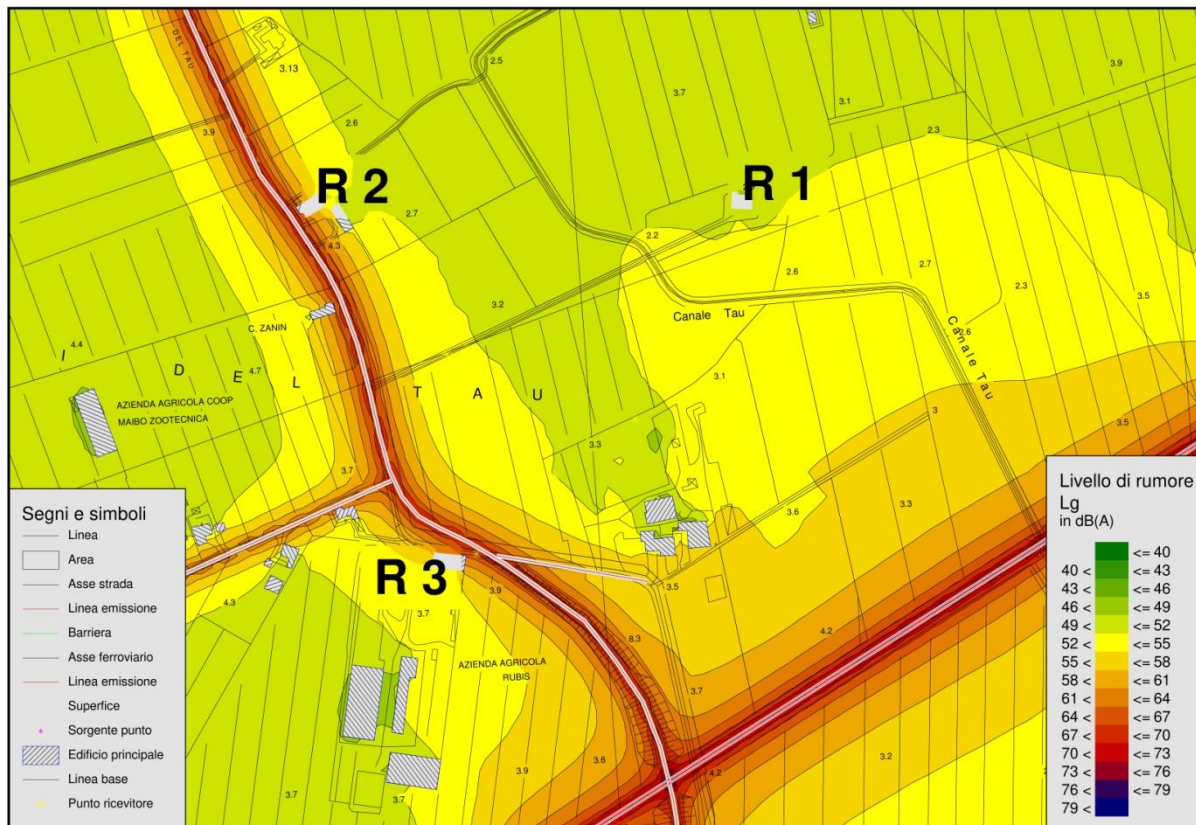 DEL TAU
3.13
2.5
3.9
3.7
3.1
2.6
3.9
2.3
R 2
R 1
2.7
4.3
2.2
2.6
2.7
2.3
3.5
3.2
Canale Tau
C. ZANIN
Canale Tau
2.6
I DEL TAU
4.4
4.7
3.1
AZIENDA AGRICOLA COOP
MAIBO ZOOTECNICA
3
3.5
3.3
3.7
3.3
3.6
R 3
3.5
3.9
4.3
3.7
8.3
4.2
AZIENDA AGRICOLA
RUBIS
3.7
3.6
3.9
4.2
3.2
3.7
3.7
Segni e simboli
Linea
Area
Asse strada
Linea emissione
Barriera
Asse ferroviario
Linea emissione
Superfice
Sorgente punto
Edificio principale
Linea base
Punto ricevitore
Livello di rumore
Lg
in dB(A)
<= 40
40 < <= 43
43 < <= 46
46 < <= 49
49 < <= 52
52 < <= 55
55 < <= 58
58 < <= 61
61 < <= 64
64 < <= 67
67 < <= 70
70 < <= 73
73 < <= 76
76 < <= 79
79 <